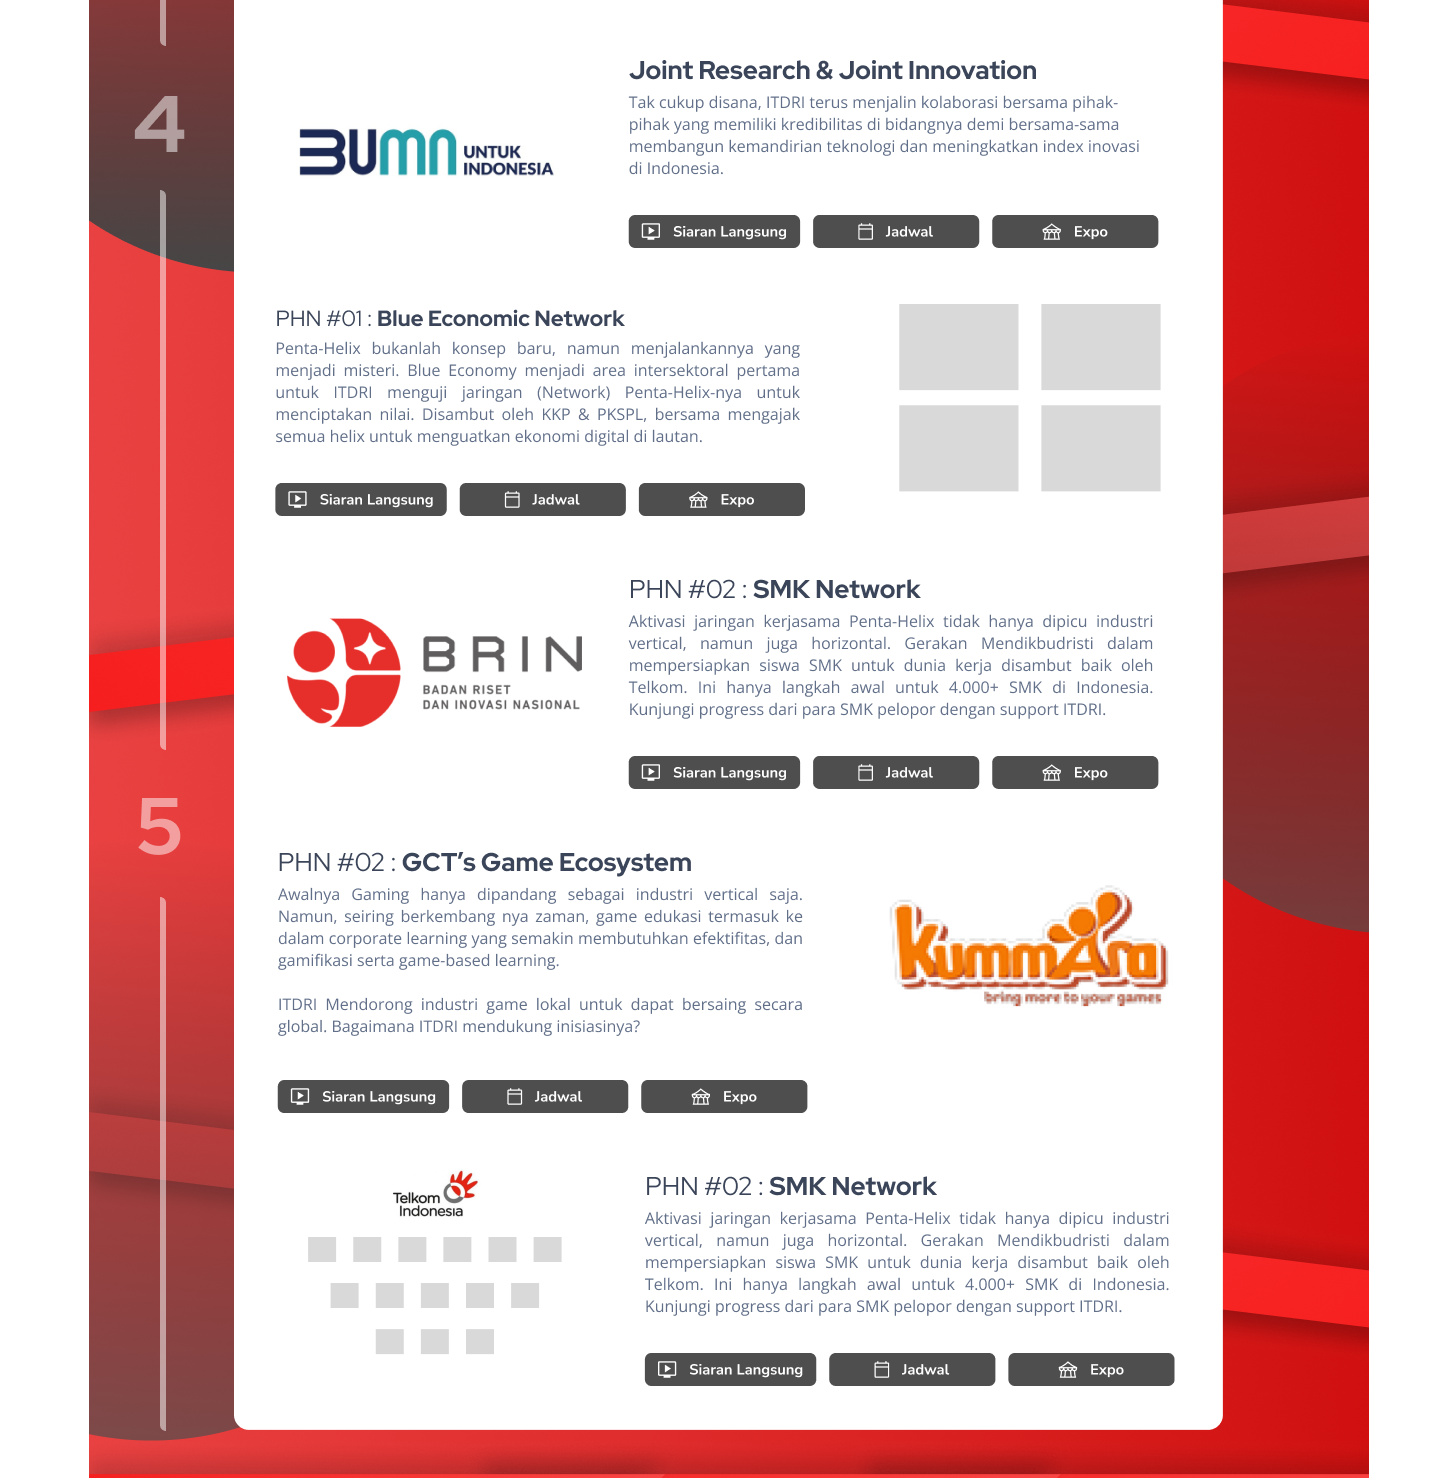 4
BUMN UNTUK
INDONESIA
Joint Research & Joint Innovation
Tak cukup disana, ITDRI terus menjalin kolaborasi bersama pihak-
pihak yang memiliki kredibilitas di bidangnya demi bersama-sama
membangun kemandirian teknologi dan meningkatkan index inovasi
di Indonesia.
Siaran Langsung Jadwal Expo
PHN #01 : Blue Economic Network
Penta-Helix bukanlah konsep baru, namun menjalankannya yang
menjadi misteri. Blue Economy menjadi area intersektoral pertama
untuk ITDRI menguji jaringan (Network) Penta-Helix-nya untuk
menciptakan nilai. Disambut oleh KKP & PKSPL, bersama mengajak
semua helix untuk menguatkan ekonomi digital di lautan.
Siaran Langsung Jadwal Expo
BRIN
BADAN RISET
DAN INOVASI NASIONAL
PHN #02 : SMK Network
Aktivasi jaringan kerjasama Penta-Helix tidak hanya dipicu industri
vertical, namun juga horizontal. Gerakan Mendikbudristi dalam
mempersiapkan siswa SMK untuk dunia kerja disambut baik oleh
Telkom. Ini hanya langkah awal untuk 4.000+ SMK di Indonesia.
Kunjungi progress dari para SMK pelopor dengan support ITDRI.
Siaran Langsung Jadwal Expo
5
PHN #02 : GCT’s Game Ecosystem
Awalnya Gaming hanya dipandang sebagai industri vertical saja.
Namun, seiring berkembang nya zaman, game edukasi termasuk ke
dalam corporate learning yang semakin membutuhkan efektifitas, dan
gamifikasi serta game-based learning.
ITDRI Mendorong industri game lokal untuk dapat bersaing secara
global. Bagaimana ITDRI mendukung inisiasinya?
Siaran Langsung Jadwal Expo
KummAra
bring more to your games
Telkom
Indonesia
PHN #02 : SMK Network
Aktivasi jaringan kerjasama Penta-Helix tidak hanya dipicu industri
vertical, namun juga horizontal. Gerakan Mendikbudristi dalam
mempersiapkan siswa SMK untuk dunia kerja disambut baik oleh
Telkom. Ini hanya langkah awal untuk 4.000+ SMK di Indonesia.
Kunjungi progress dari para SMK pelopor dengan support ITDRI.
Siaran Langsung Jadwal Expo